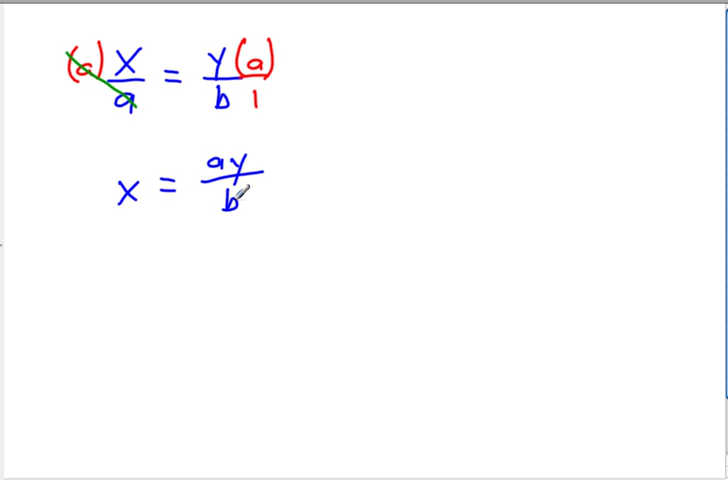 (a) x/a = y/b (a)/1
x = ay/b